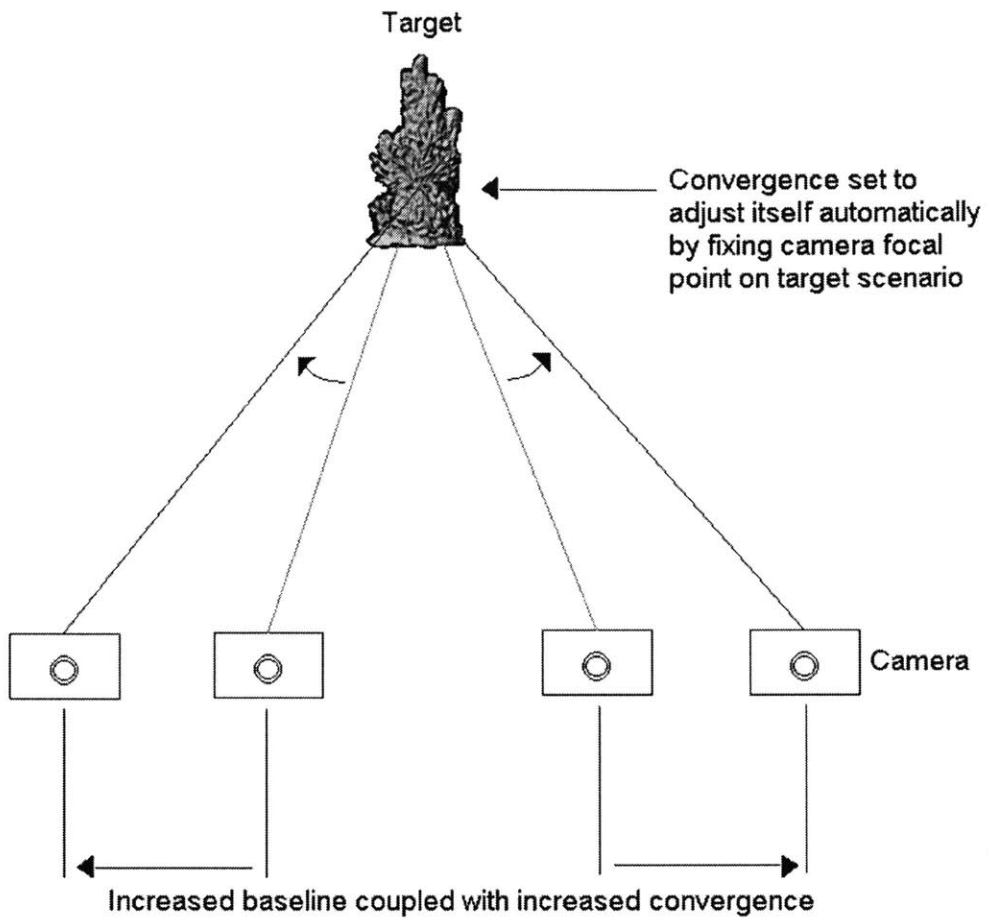 Target
Convergence set to
adjust itself automatically
by fixing camera focal
point on target scenario
Camera
Increased baseline coupled with increased convergence